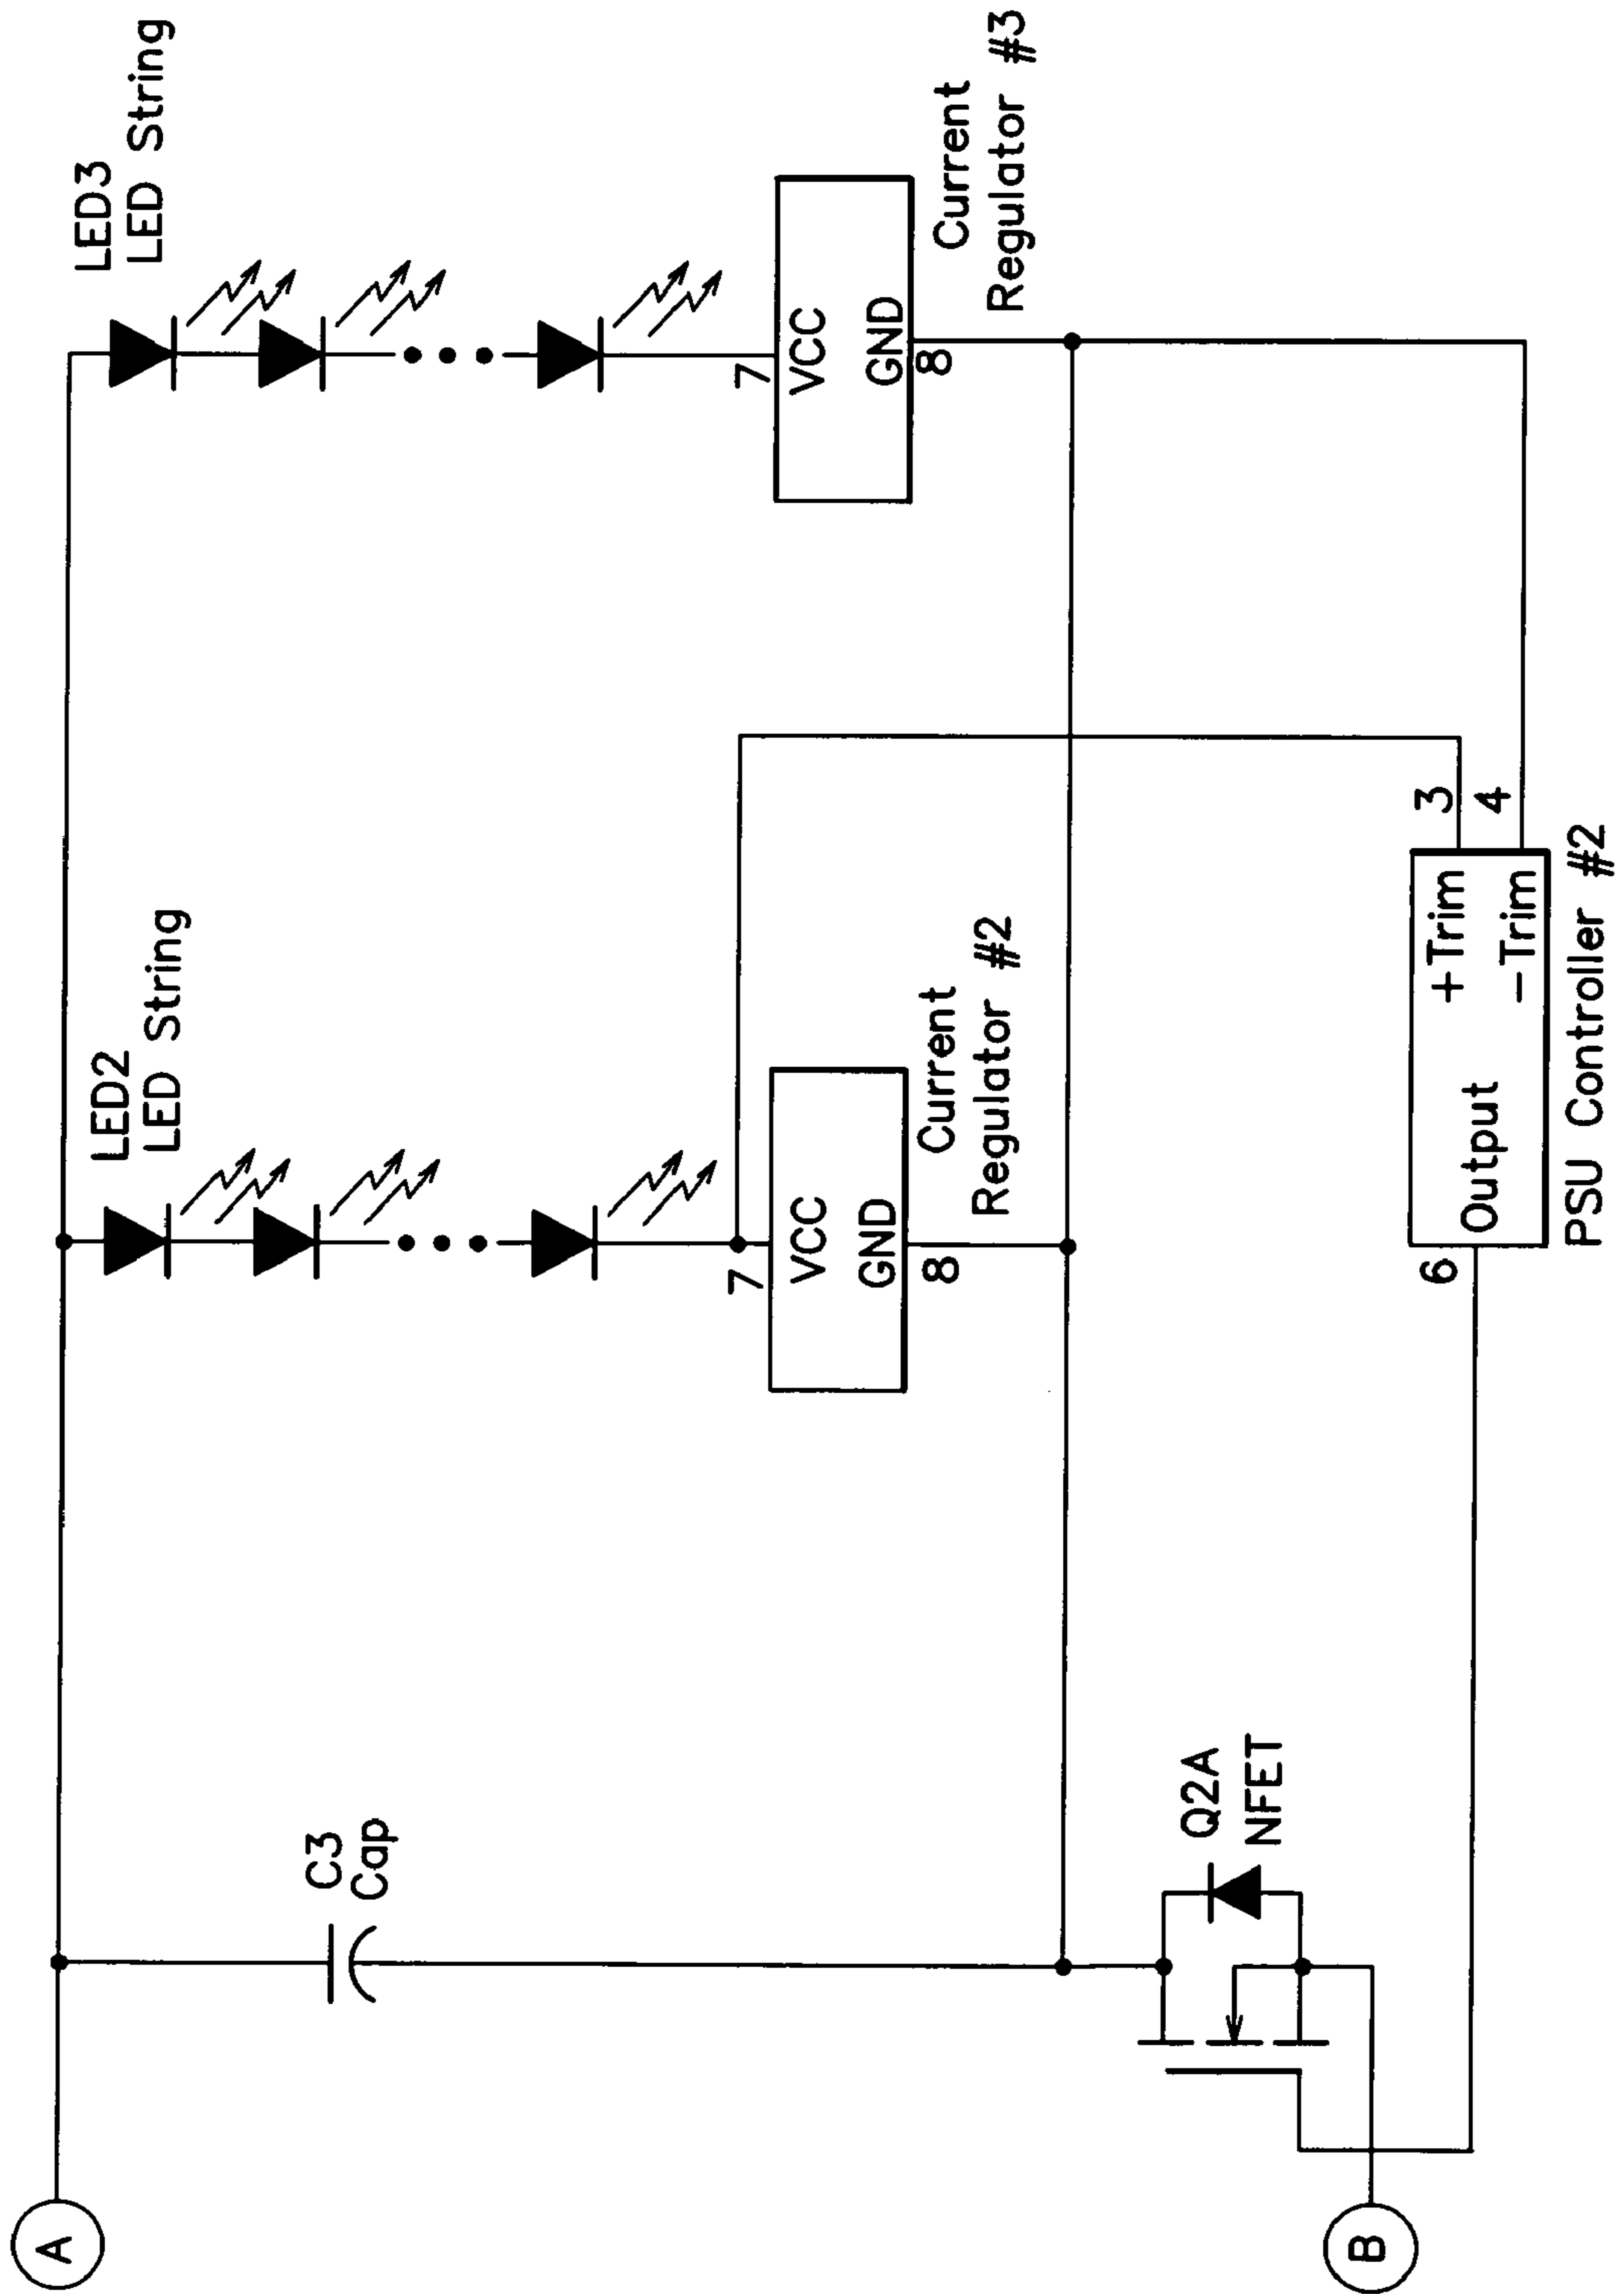 A
C3
Cap
LED2
LED String
LED3
LED String
7
VCC
GND
8
Current
Regulator #2
7
VCC
GND
8
Current
Regulator #3
Q2A
NFET
B
6
Output
+Trim
-Trim
3
4
PSU Controller #2